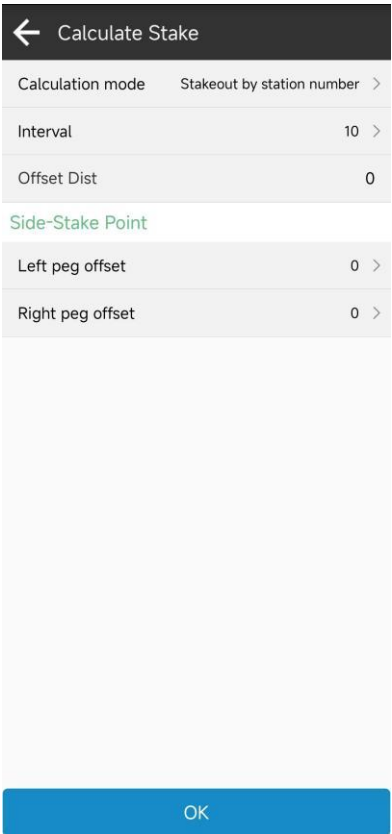 Calculate Stake
Calculation mode Stakeout by station number
Interval 10
Offset Dist 0
Side-Stake Point
Left peg offset 0
Right peg offset 0
OK